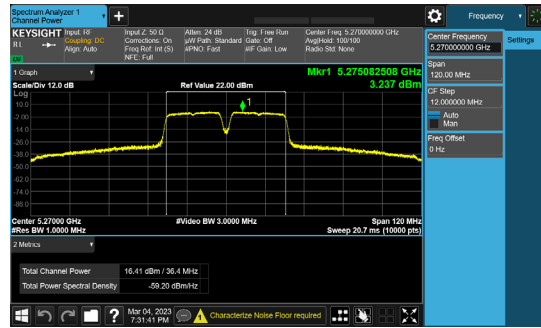 Spectrum Analyzer 1
Channel Power
Frequency
KEYSIGHT
Input: RF
Coupling: DC
Align: Auto
Input Z: 50 Ω
Corrections: On
Freq Ref: Int (S)
NFE: Full
Atten: 24 dB
µW Path: Standard
#PNO: Fast
Trig: Free Run
Gate: Off
#IF Gain: Low
Center Freq: 5.270000000 GHz
Avg|Hold: 100/100
Radio Std: None
Center Frequency
5.270000000 GHz
Settings
Span
120.00 MHz
CF Step
12.000000 MHz
Auto
Man
Freq Offset
0 Hz
1 Graph
Mkr1 5.275082508 GHz
Scale/Div 12.0 dB
Ref Value 22.00 dBm
3.237 dBm
Log
10.0
-2.00
-14.0
-26.0
-38.0
-50.0
-62.0
-74.0
-86.0
1
Center 5.27000 GHz
#Video BW 3.0000 MHz
Span 120 MHz
#Res BW 1.0000 MHz
Sweep 20.7 ms (10000 pts)
2 Metrics
Total Channel Power
16.41 dBm / 36.4 MHz
Total Power Spectral Density
-59.20 dBm/Hz
Mar 04, 2023
7:31:41 PM
Characterize Noise Floor required